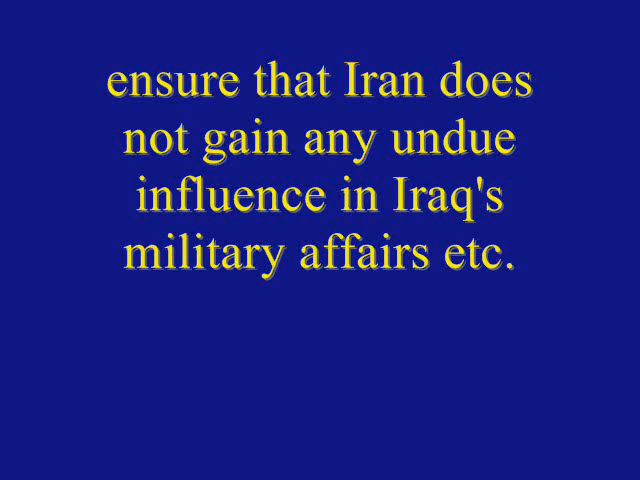 ensure that Iran does
not gain any undue
influence in Iraq's
military affairs etc.